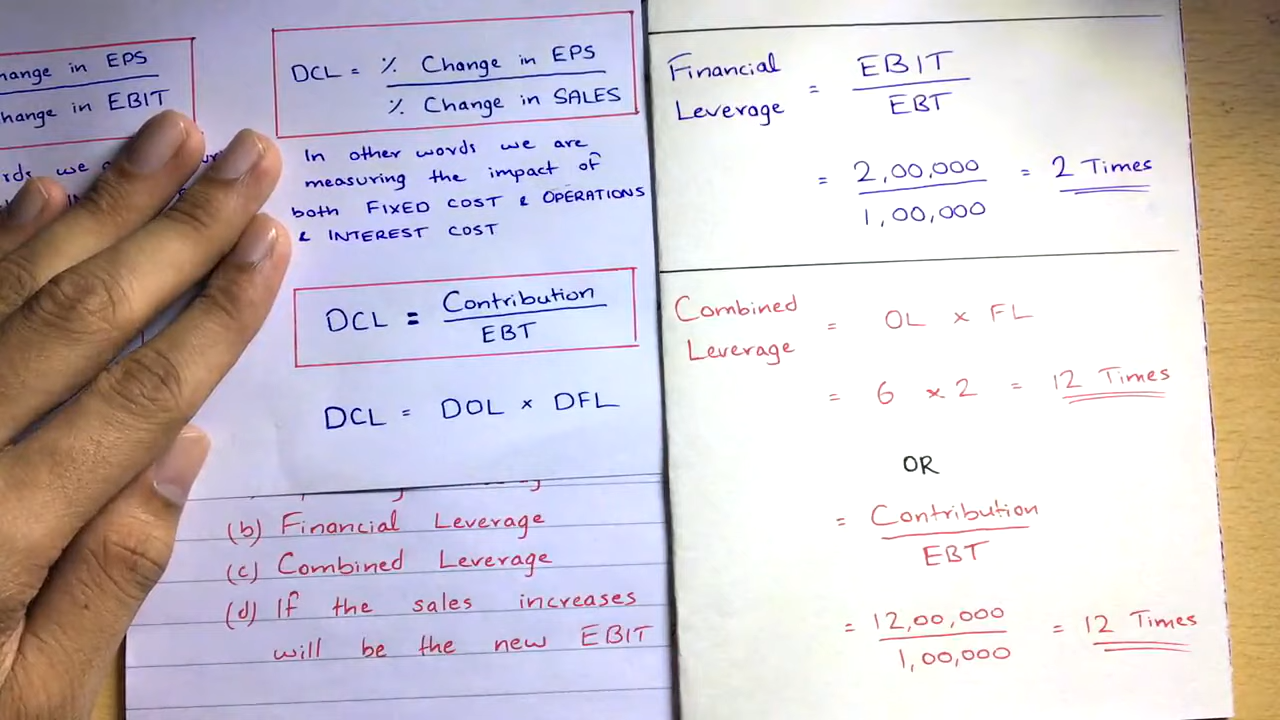 hange in EPS
hange in EBIT
rds we
DCL = % Change in EPS
% Change in SALES
In other words we are
measuring the impact of
both FIXED COST & OPERATIONS
& INTEREST COST
DCL = Contribution
EBT
DCL = DOL × DFL
(b) Financial Leverage
(c) Combined Leverage
(d) If the sales increases
will be the new EBIT
Financial Leverage = EBIT
EBT
= 2,00,000 = 2 Times
1,00,000
Combined Leverage = OL × FL
= 6 × 2 = 12 Times
OR
= Contribution
EBT
= 12,00,000 = 12 Times
1,00,000